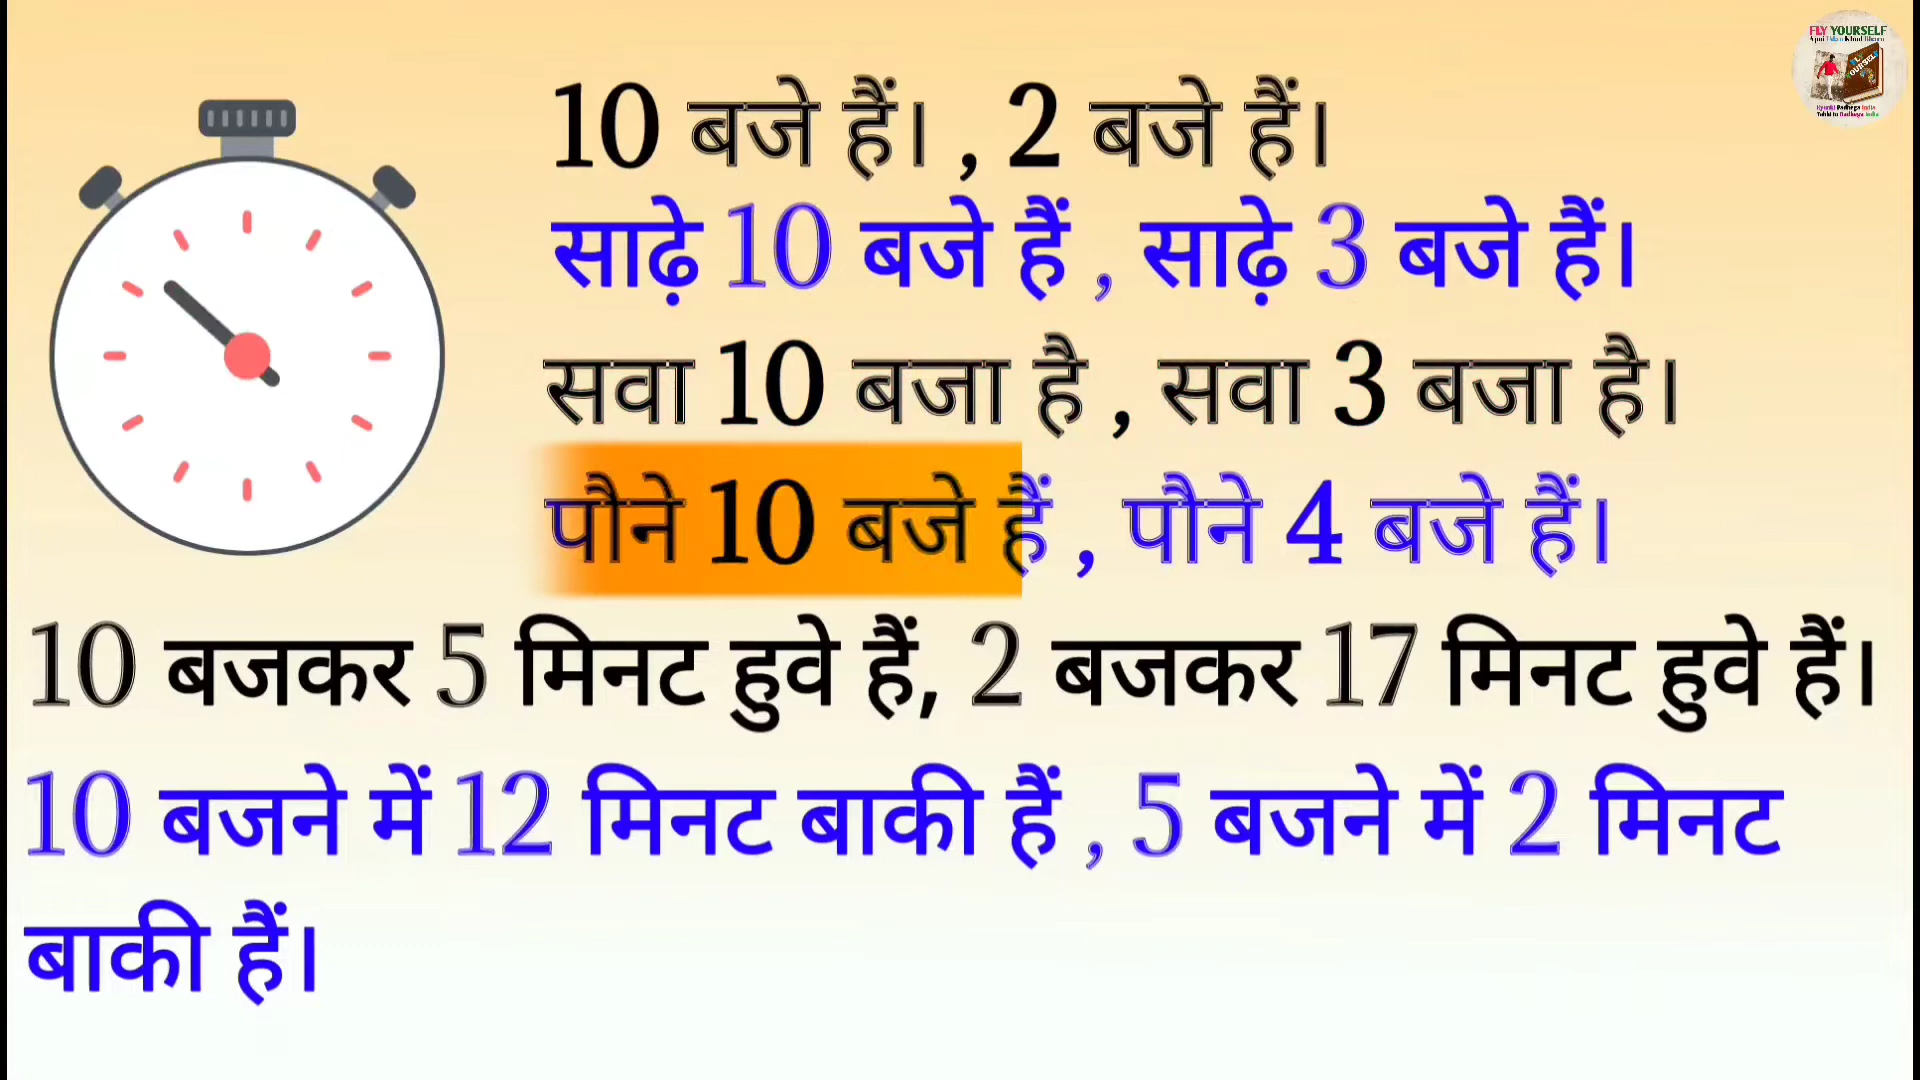 FLY YOURSELF
10 बजे हैं। , 2 बजे हैं।
साढ़े 10 बजे हैं , साढ़े 3 बजे हैं।
सवा 10 बजा है , सवा 3 बजा है।
पौने 10 बजे हैं , पौने 4 बजे हैं।
10 बजकर 5 मिनट हुवे हैं, 2 बजकर 17 मिनट हुवे हैं।
10 बजने में 12 मिनट बाकी हैं , 5 बजने में 2 मिनट
बाकी हैं।